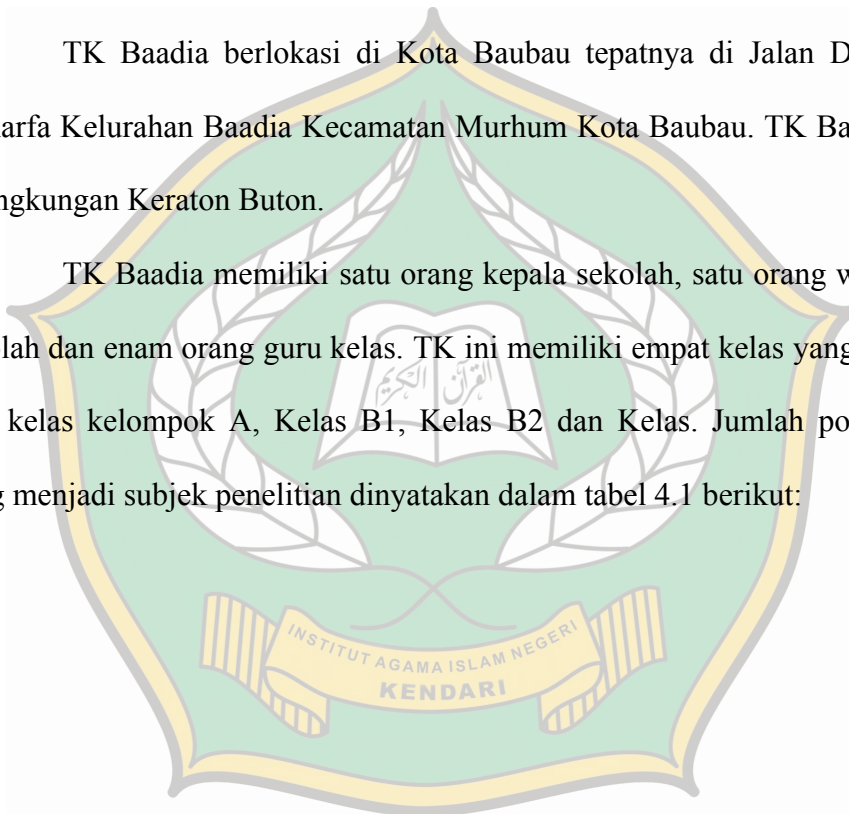 TK Baadia berlokasi di Kota Baubau tepatnya di Jalan D
arfa Kelurahan Baadia Kecamatan Murhum Kota Baubau. TK Ba
ngkungan Keraton Buton.
TK Baadia memiliki satu orang kepala sekolah, satu orang w
lah dan enam orang guru kelas. TK ini memiliki empat kelas yang
kelas kelompok A, Kelas B1, Kelas B2 dan Kelas. Jumlah po
القرآن الكريم
g menjadi subjek penelitian dinyatakan dalam tabel 4.1 berikut:
INSTITUT AGAMA ISLAM NEGERI
KENDARI